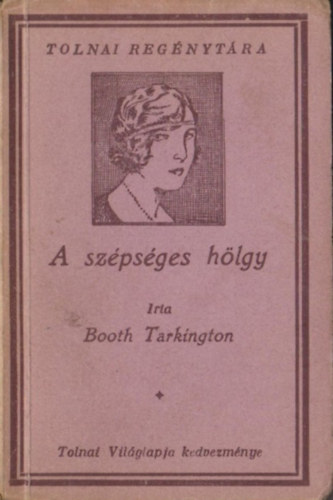 TOLNAI REGÉNYTÁRA
A szépséges hölgy
Irta
Booth Tarkington
Tolnai Világlapja kedvezménye